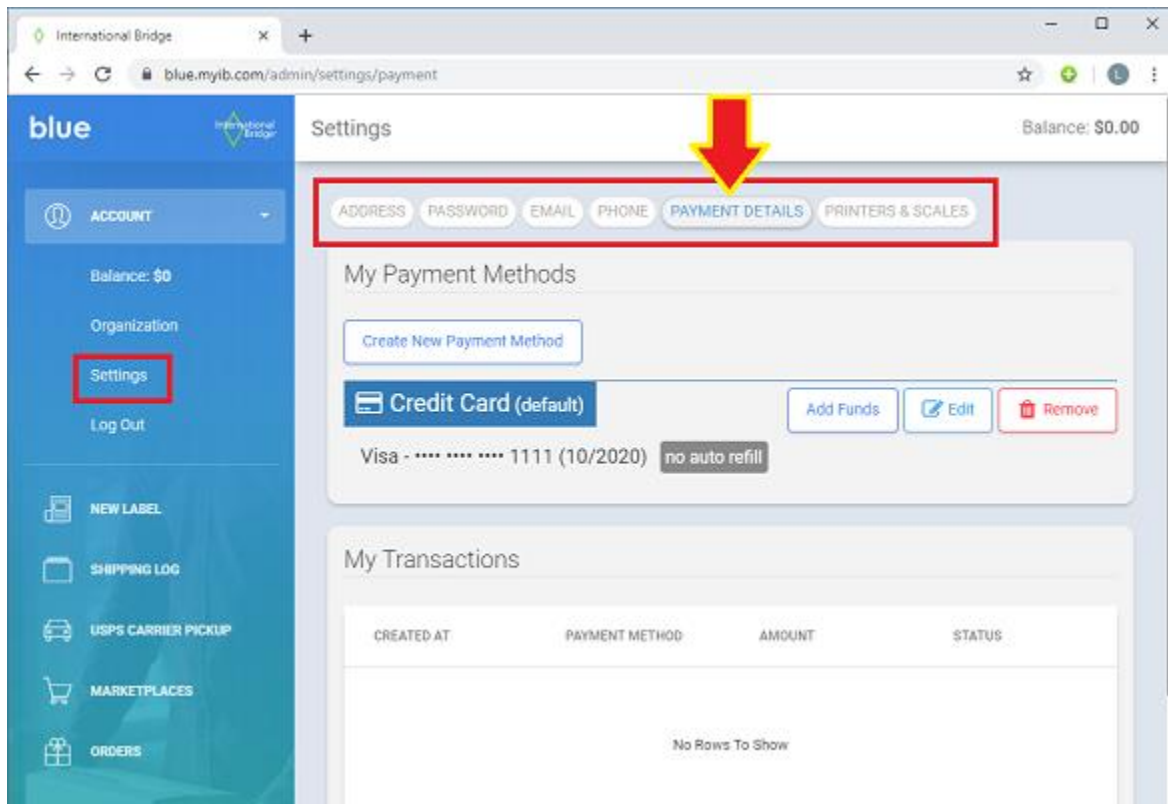 International Bridge
blue.myib.com/admin/settings/payment
blue
International Bridge
Settings
Balance: $0.00
ACCOUNT
Balance: $0
Organization
Settings
Log Out
NEW LABEL
SHIPPING LOG
USPS CARRIER PICKUP
MARKETPLACES
ORDERS
ADDRESS PASSWORD EMAIL PHONE PAYMENT DETAILS PRINTERS & SCALES
My Payment Methods
Create New Payment Method
Credit Card (default)
Add Funds Edit Remove
Visa - •••• •••• •••• 1111 (10/2020) no auto refill
My Transactions
CREATED AT PAYMENT METHOD AMOUNT STATUS
No Rows To Show
L